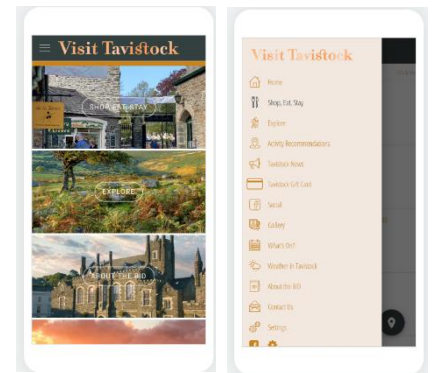 Visit Tavistock
SHOP, EAT, STAY
EXPLORE
ABOUT THE BID
Visit Tavistock
Home
Shop, Eat, Stay
Explore
Activity Recommendations
Tavistock News
Tavistock Gift Card
Social
Gallery
What's On?
Weather in Tavistock
About the BID
Contact Us
Settings